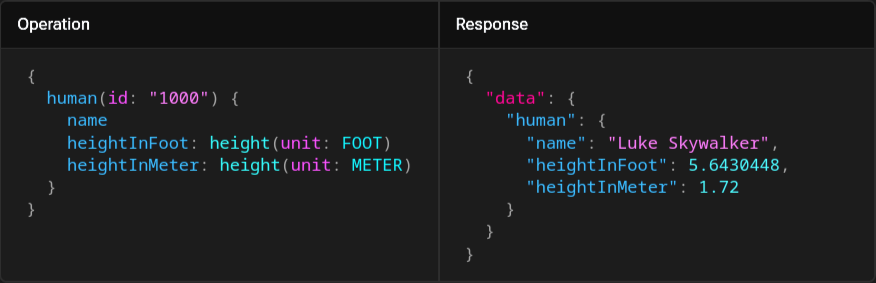 Operation
{
  human(id: "1000") {
    name
    heightInFoot: height(unit: FOOT)
    heightInMeter: height(unit: METER)
  }
}
Response
{
  "data": {
    "human": {
      "name": "Luke Skywalker",
      "heightInFoot": 5.6430448,
      "heightInMeter": 1.72
    }
  }
}